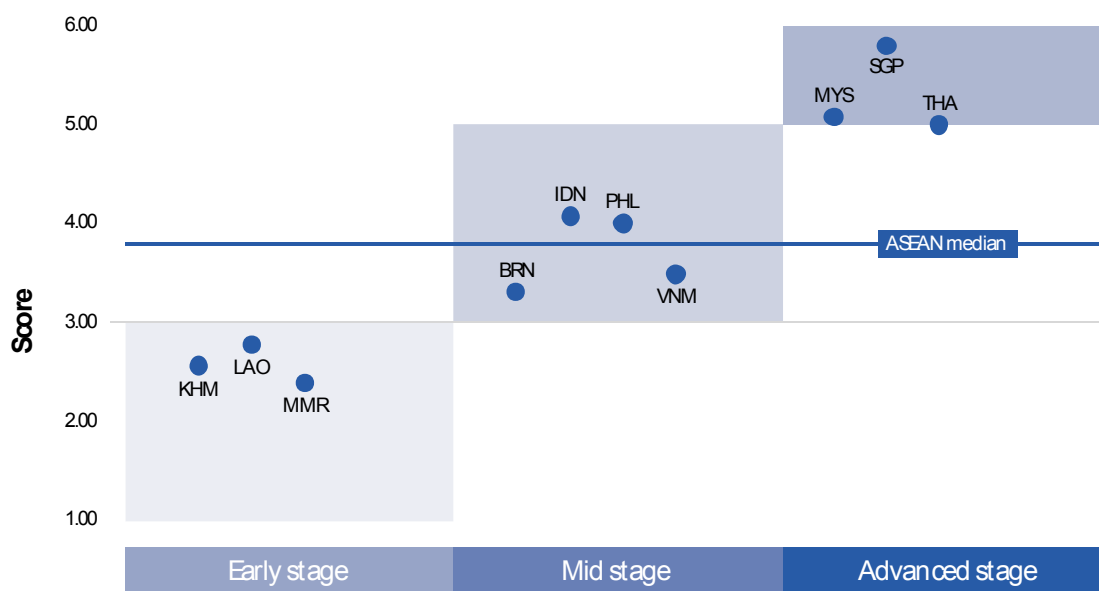 6.00
SGP
MYS
THA
5.00
IDN
PHL
4.00
ASEAN median
BRN
VNM
3.00
Score
LAO
KHM
MMR
2.00
1.00
Early stage
Mid stage
Advanced stage